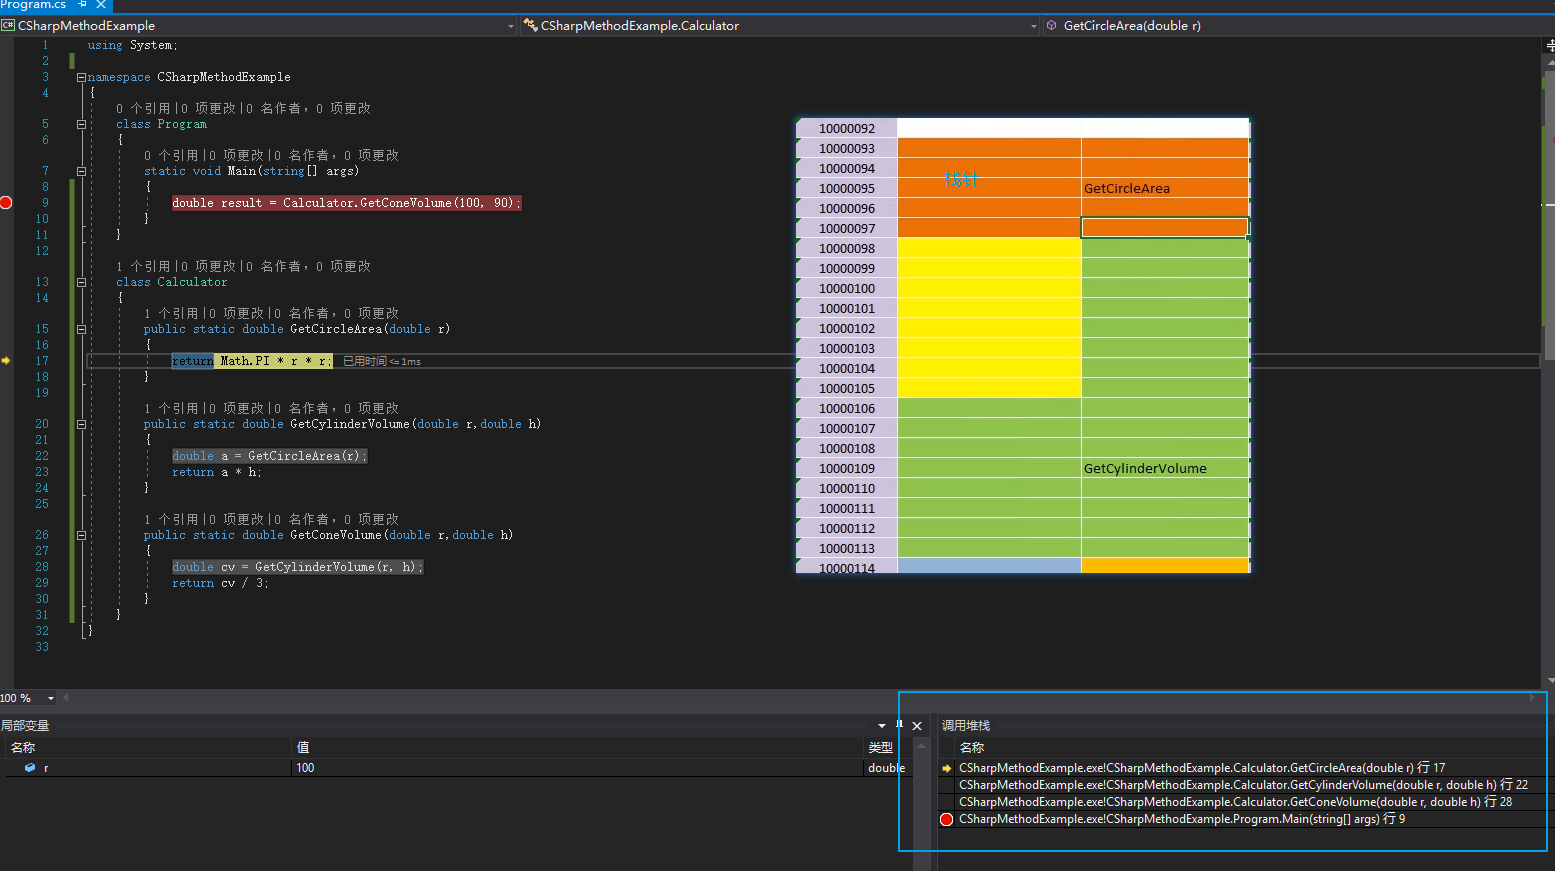 Program.cs
CSharpMethodExample
CSharpMethodExample.Calculator
GetCircleArea(double r)
1 using System;
2
3 namespace CSharpMethodExample
4 {
0 个引用|0 项更改|0 名作者, 0 项更改
5 class Program
6 {
0 个引用|0 项更改|0 名作者, 0 项更改
7 static void Main(string[] args)
8 {
9 double result = Calculator.GetConeVolume(100, 90);
10 }
11 }
12
1 个引用|0 项更改|0 名作者, 0 项更改
13 class Calculator
14 {
1 个引用|0 项更改|0 名作者, 0 项更改
15 public static double GetCircleArea(double r)
16 {
17 return Math.PI * r * r; 已用时间<=1ms
18 }
19
1 个引用|0 项更改|0 名作者, 0 项更改
20 public static double GetCylinderVolume(double r,double h)
21 {
22 double a = GetCircleArea(r);
23 return a * h;
24 }
25
1 个引用|0 项更改|0 名作者, 0 项更改
26 public static double GetConeVolume(double r,double h)
27 {
28 double cv = GetCylinderVolume(r, h);
29 return cv / 3;
30 }
31 }
32 }
33
10000092
10000093
10000094
栈针
10000095 GetCircleArea
10000096
10000097
10000098
10000099
10000100
10000101
10000102
10000103
10000104
10000105
10000106
10000107
10000108
10000109 GetCylinderVolume
10000110
10000111
10000112
10000113
10000114
100 %
局部变量
名称 值 类型
r 100 double
调用堆栈
名称
CSharpMethodExample.exe!CSharpMethodExample.Calculator.GetCircleArea(double r) 行 17
CSharpMethodExample.exe!CSharpMethodExample.Calculator.GetCylinderVolume(double r, double h) 行 22
CSharpMethodExample.exe!CSharpMethodExample.Calculator.GetConeVolume(double r, double h) 行 28
CSharpMethodExample.exe!CSharpMethodExample.Program.Main(string[] args) 行 9